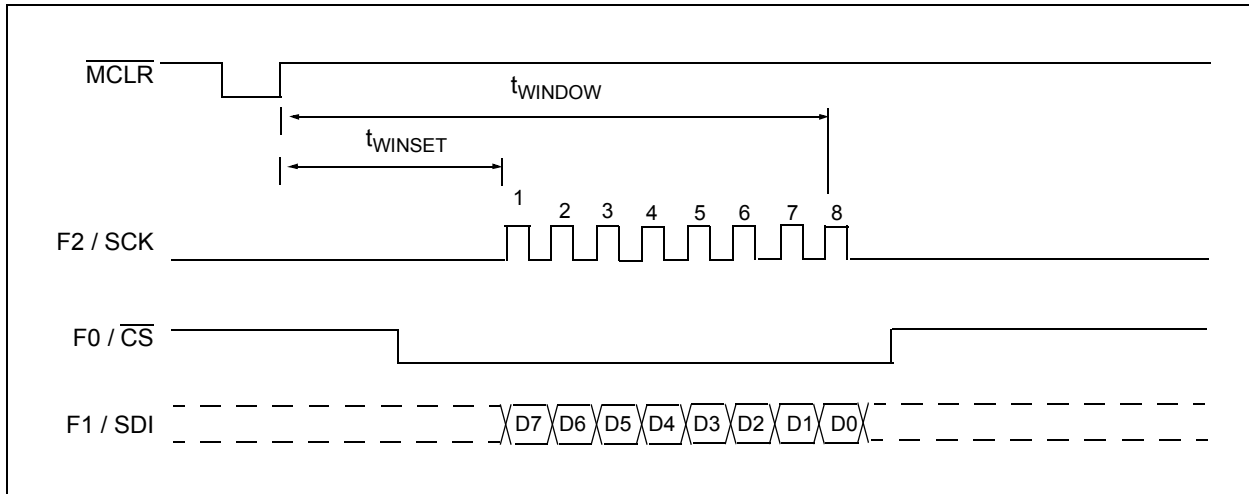 MCLR
tWINDOW
tWINSET
1 2 3 4 5 6 7 8
F2 / SCK
F0 / CS
F1 / SDI
D7 D6 D5 D4 D3 D2 D1 D0